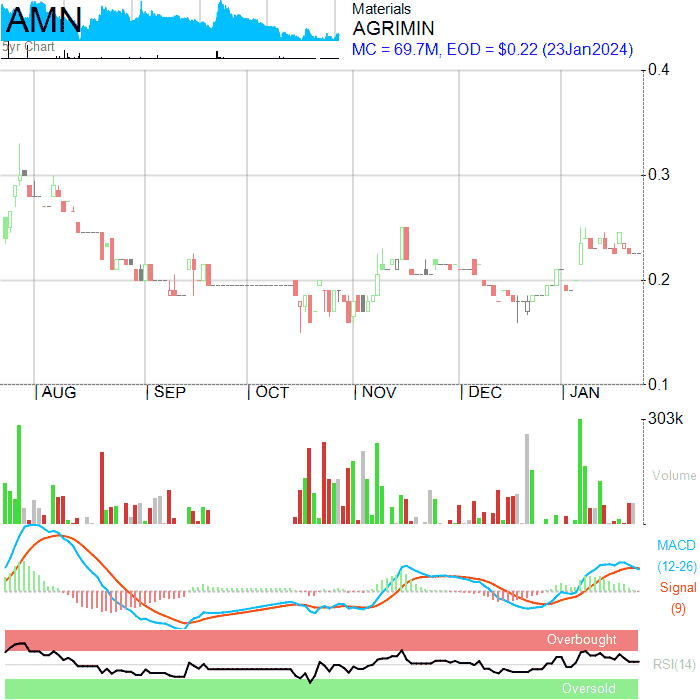 AMN
5yr Chart
Materials
AGRIMIN
MC = 69.7M, EOD = $0.22 (23Jan2024)
0.4
0.3
0.2
0.1
AUG SEP OCT NOV DEC JAN
303k
Volume
MACD
(12-26)
Signal
(9)
Overbought
RSI(14)
Oversold